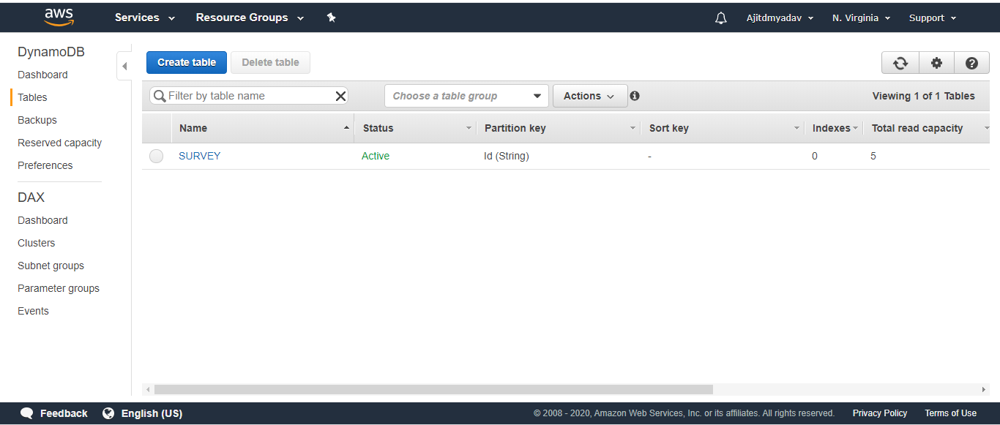 aws Services Resource Groups Ajitdmyadav N. Virginia Support
DynamoDB
Dashboard
Tables
Backups
Reserved capacity
Preferences
DAX
Dashboard
Clusters
Subnet groups
Parameter groups
Events
Create table Delete table
Filter by table name Choose a table group Actions Viewing 1 of 1 Tables
Name Status Partition key Sort key Indexes Total read capacity
SURVEY Active Id (String) - 0 5
Feedback English (US) © 2008 - 2020, Amazon Web Services, Inc. or its affiliates. All rights reserved. Privacy Policy Terms of Use